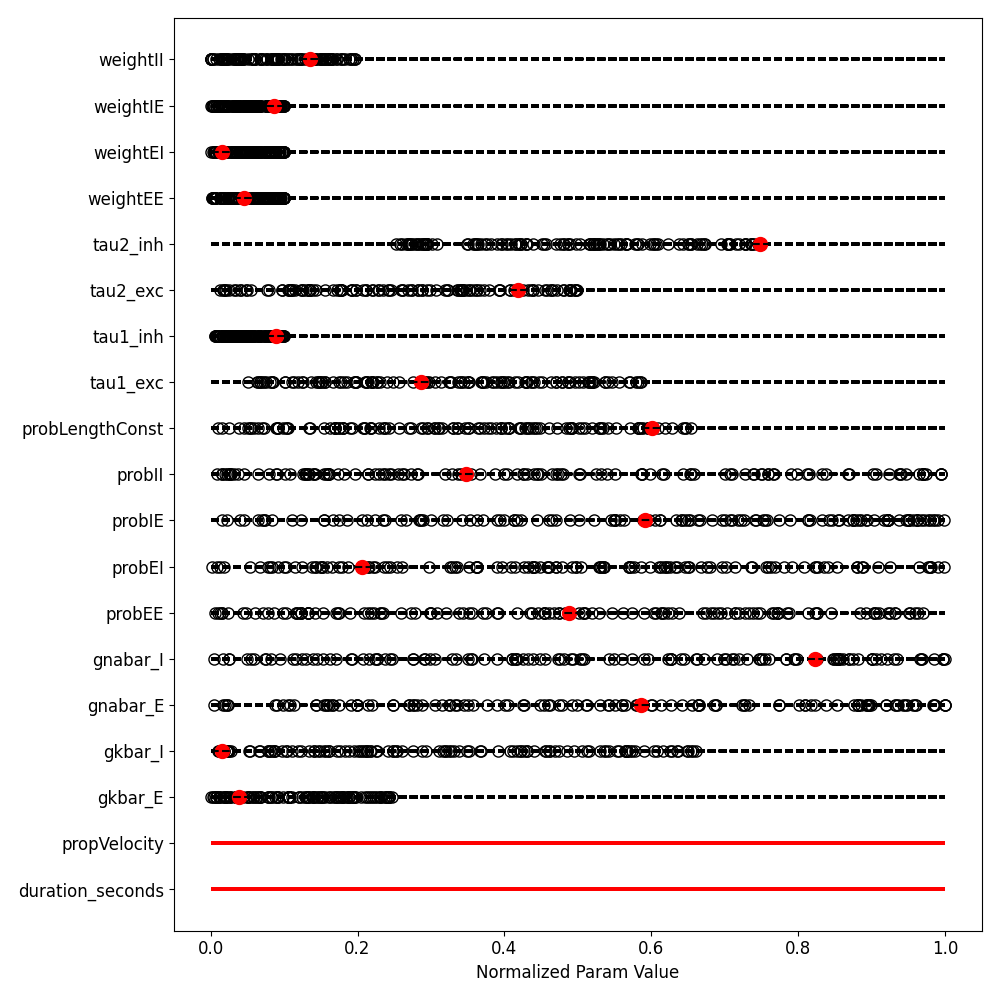 weightII
weightIE
weightEI
weightEE
tau2_inh
tau2_exc
tau1_inh
tau1_exc
probLengthConst
probII
probIE
probEI
probEE
gnabar_I
gnabar_E
gkbar_I
gkbar_E
propVelocity
duration_seconds
0.0 0.2 0.4 0.6 0.8 1.0
Normalized Param Value